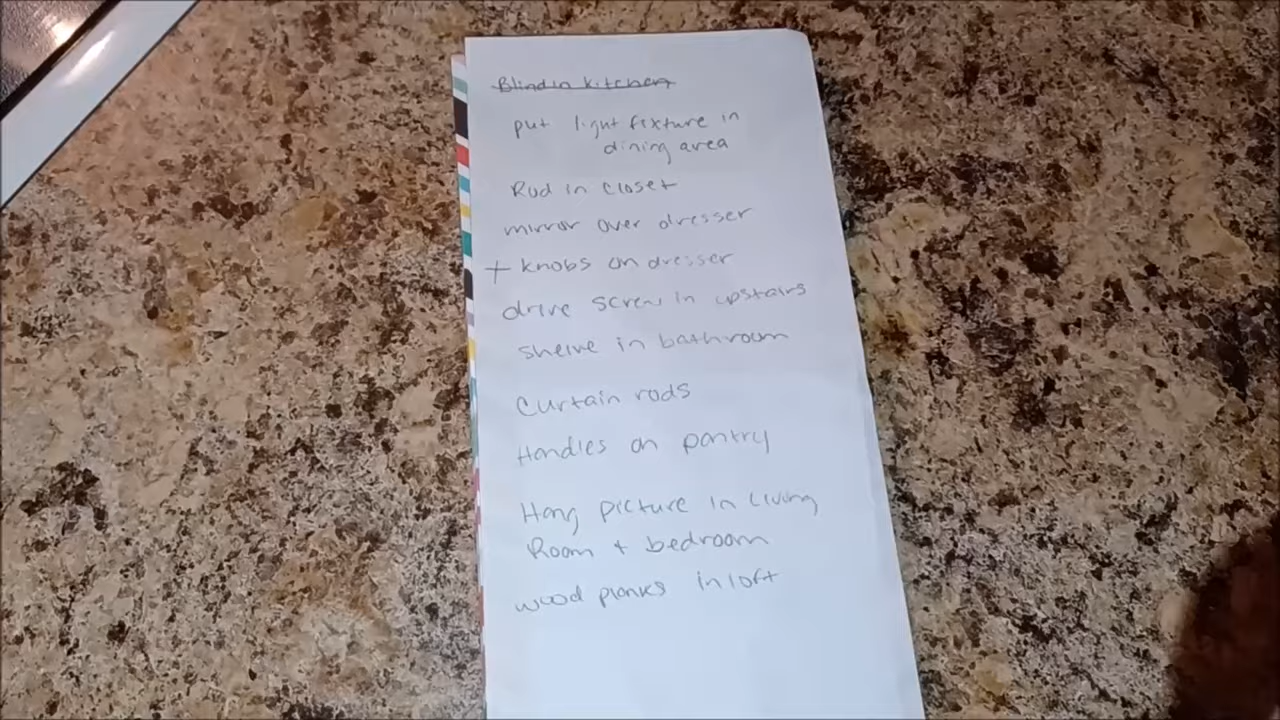 Blind in kitchen
put light fixture in
dining area
Rod in closet
mirror over dresser
+ knobs on dresser
drive screw in upstairs
shelve in bathroom
Curtain rods
Handles on pantry
Hang picture in Living
Room + bedroom
wood planks in loft